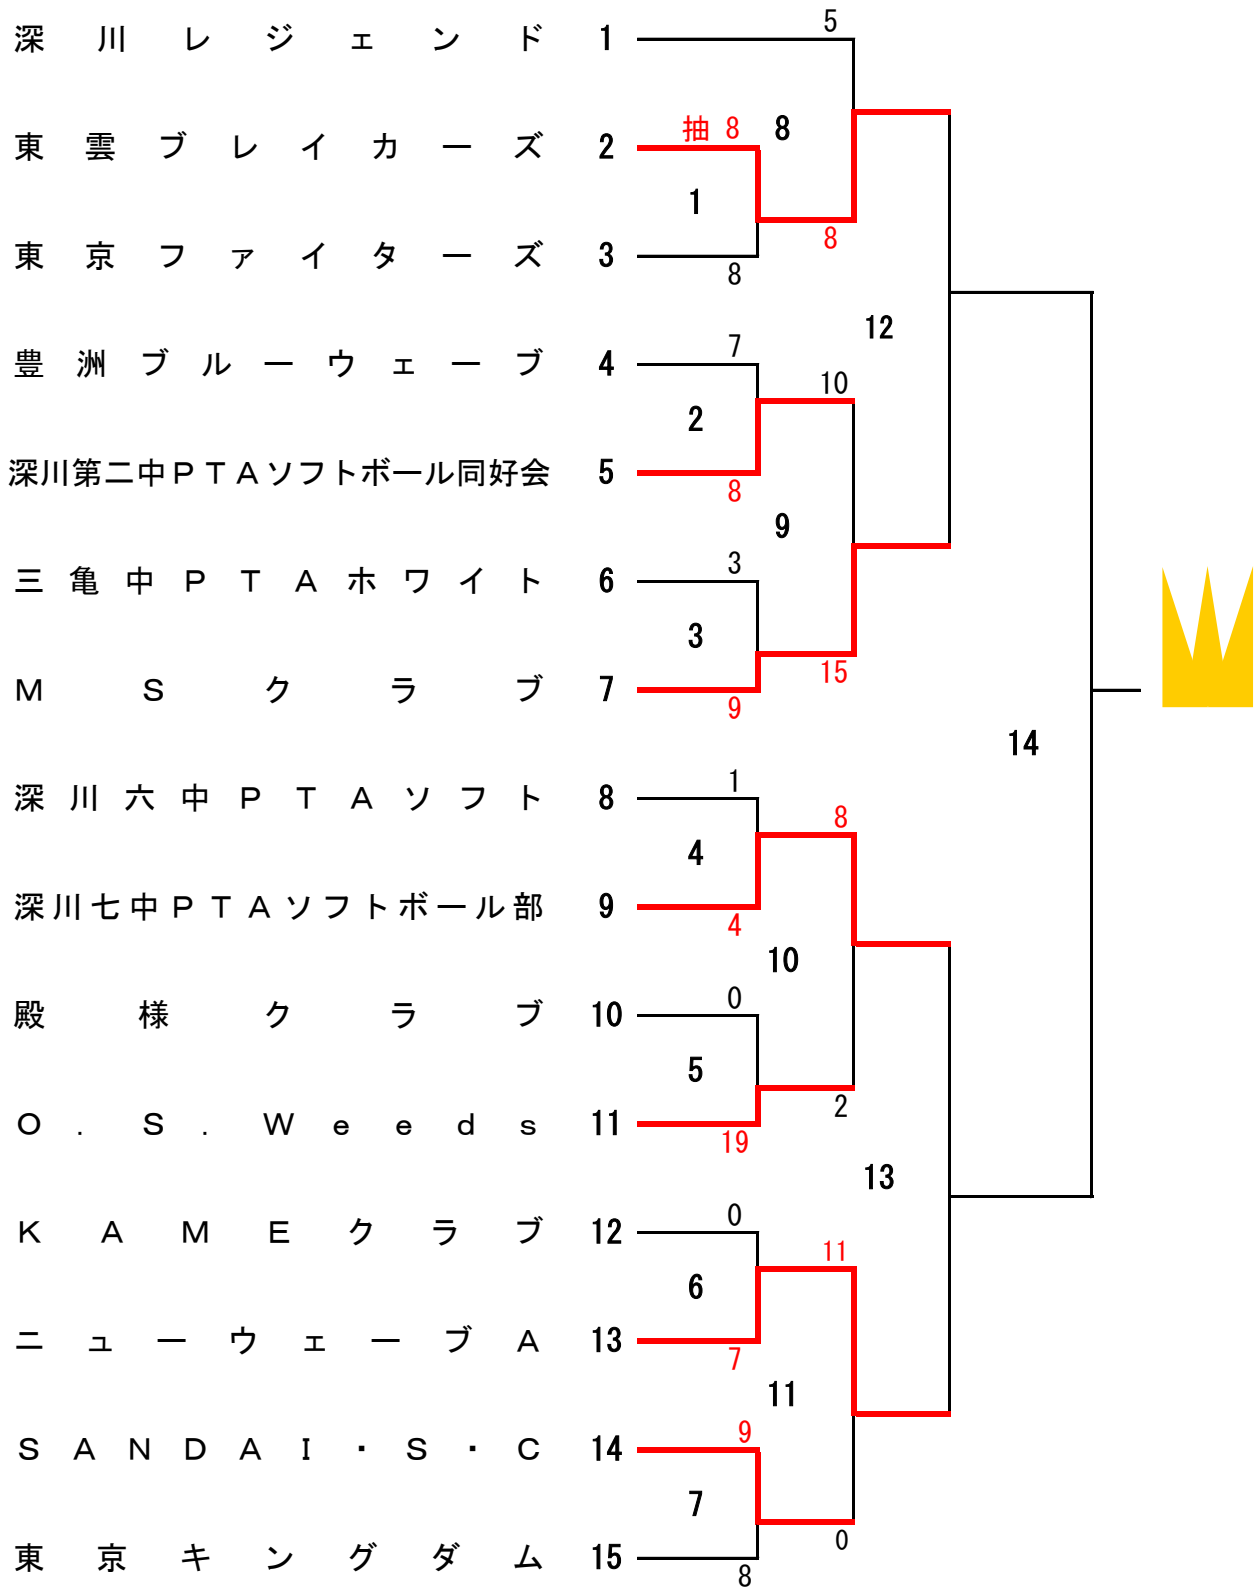 深川レジェンド 1 5
抽 8 8
東雲ブレイカーズ 2
1
8
東京ファイターズ 3
8
12
7
豊洲ブルーウェーブ 4
10
2
深川第二中PTAソフトボール同好会 5
8
9
3
三亀中PTAホワイト 6
3
15
MSクラブ 7
9
14
1
深川六中PTAソフト 8
8
4
深川七中PTAソフトボール部 9
4
10
0
殿様クラブ 10
5
2
O.S.Weeds 11
19
13
0
KAMEクラブ 12
11
6
ニューウェーブA 13
7
11
9
SANDAI・S・C 14
7
0
東京キングダム 15
8